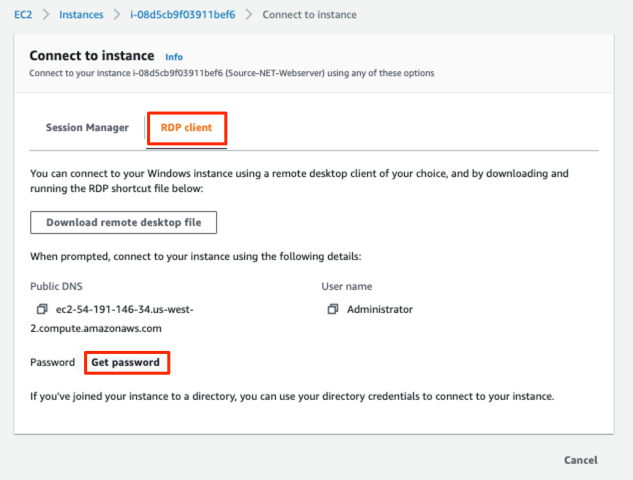 EC2 > Instances > i-08d5cb9f03911bef6 > Connect to instance
Connect to instance Info
Connect to your instance i-08d5cb9f03911bef6 (Source-NET-Webserver) using any of these options
Session Manager RDP client
You can connect to your Windows instance using a remote desktop client of your choice, and by downloading and
running the RDP shortcut file below:
Download remote desktop file
When prompted, connect to your instance using the following details:
Public DNS User name
ec2-54-191-146-34.us-west- Administrator
2.compute.amazonaws.com
Password Get password
If you've joined your instance to a directory, you can use your directory credentials to connect to your instance.
Cancel